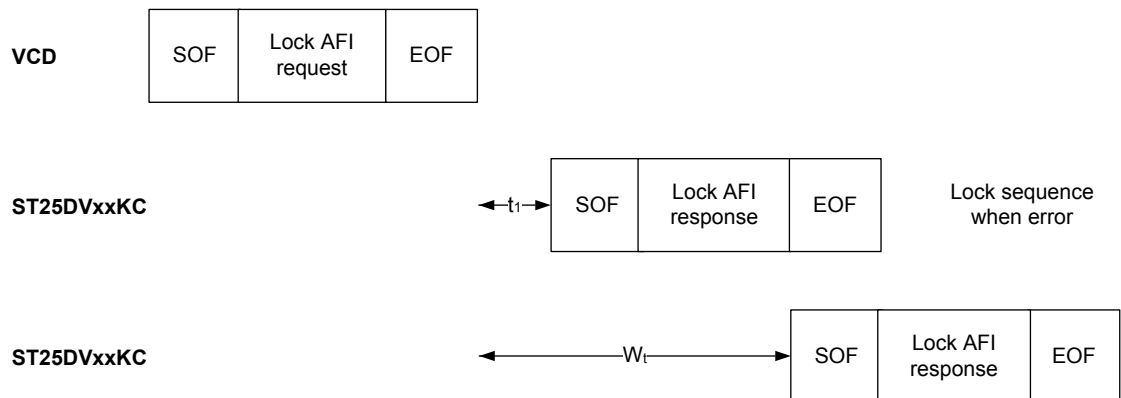 VCD
SOF
Lock AFI
request
EOF
ST25DVxxKC
t1
SOF
Lock AFI
response
EOF
Lock sequence
when error
ST25DVxxKC
Wt
SOF
Lock AFI
response
EOF